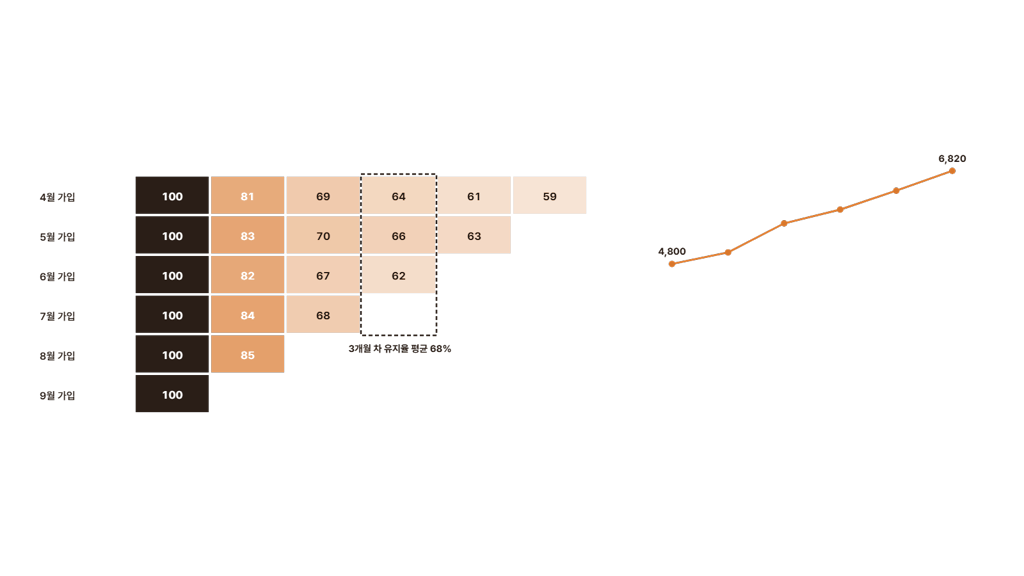 4월 가입 100 81 69 64 61 59
5월 가입 100 83 70 66 63
6월 가입 100 82 67 62
7월 가입 100 84 68
3개월 차 유지율 평균 68%
8월 가입 100 85
9월 가입 100
6,820
4,800